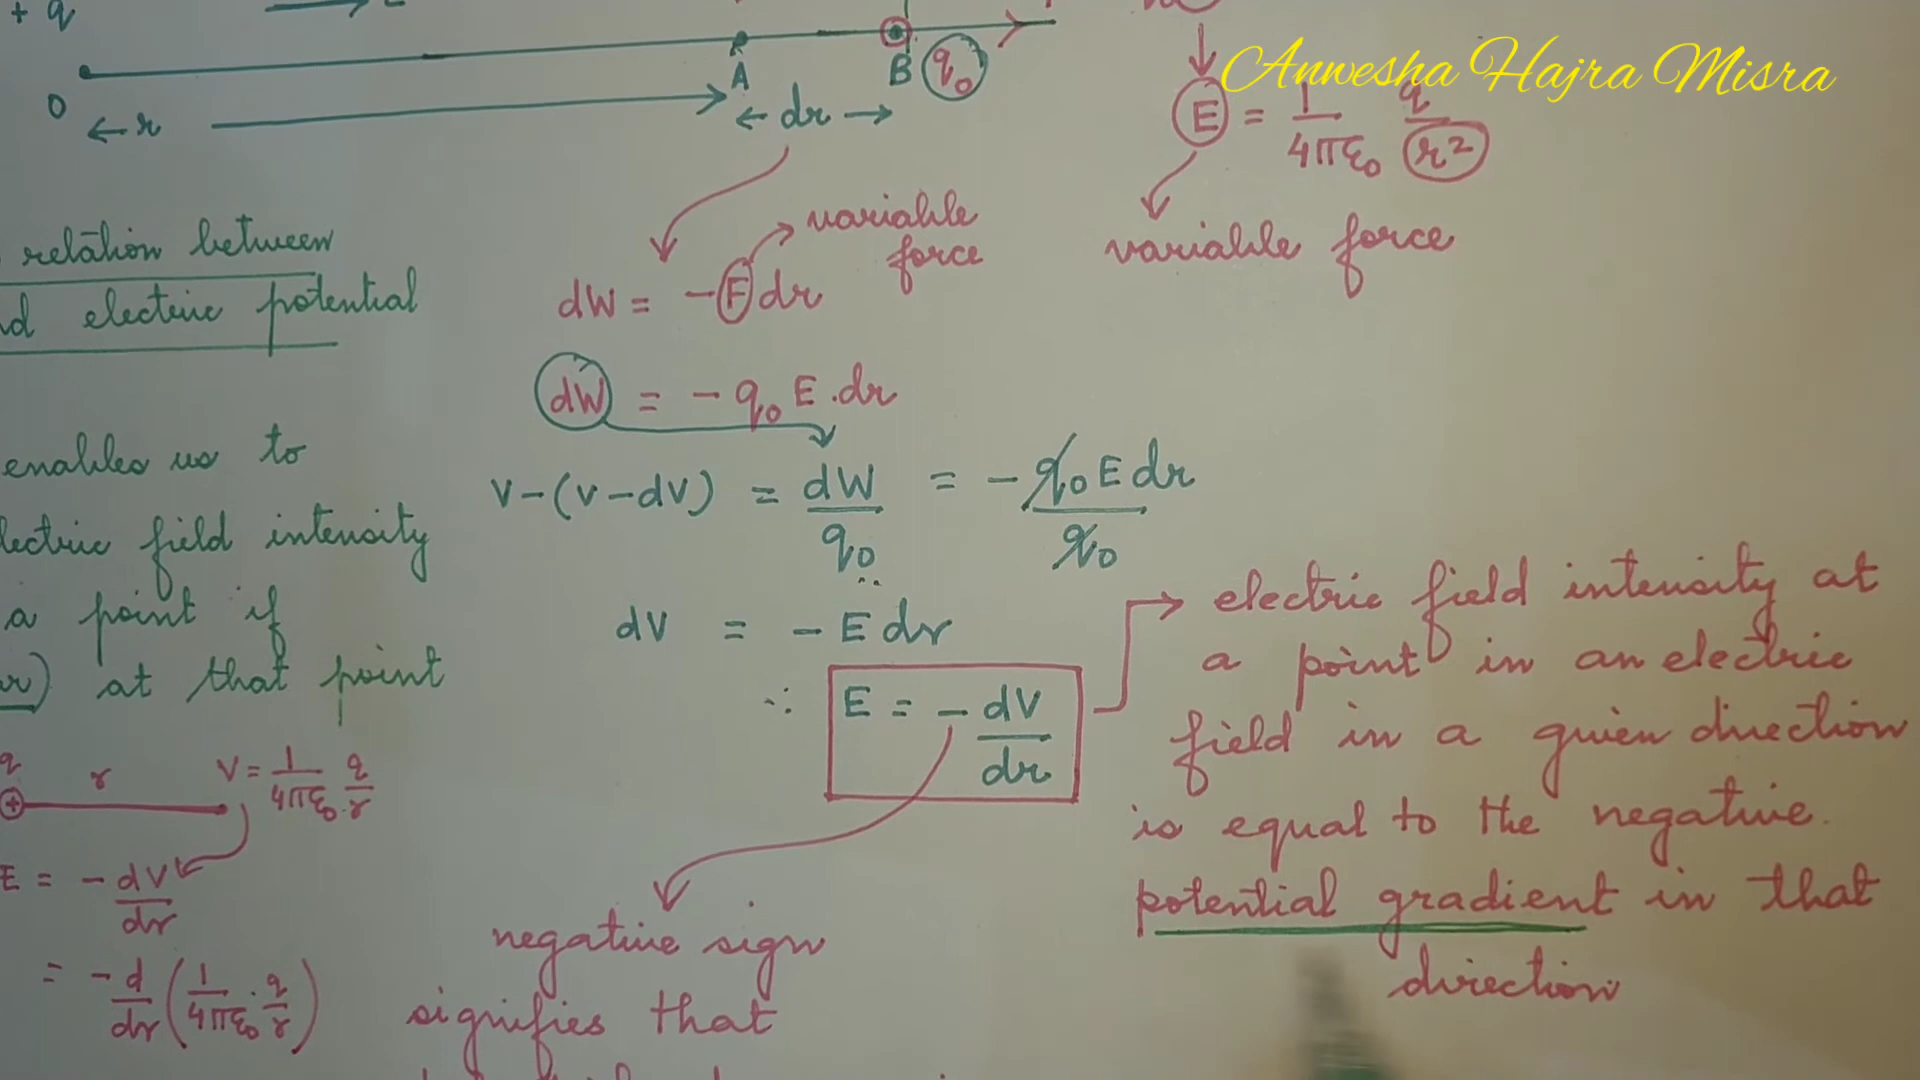 + q
O
← r →
A
← dr →
B
q₀
Anwesha Hajra Misra
E = 1/4πε₀ q/r²
variable force
variable
force
dW = -Fdr
relation between
electric potential
dW = - q₀ E.dr
enables us to
field intensity
a point if
at that point
V-(V-dV) = dW/q₀ = - q₀ E dr/q₀
dV = - E dr
∴ E = - dV/dr
electric field intensity at
a point in an electric
field in a given direction
is equal to the negative
potential gradient in that
direction
q
+
r
V = 1/4πε₀ . q/r
E = - dV/dr
= - d/dr (1/4πε₀ . q/r)
negative sign
signifies that